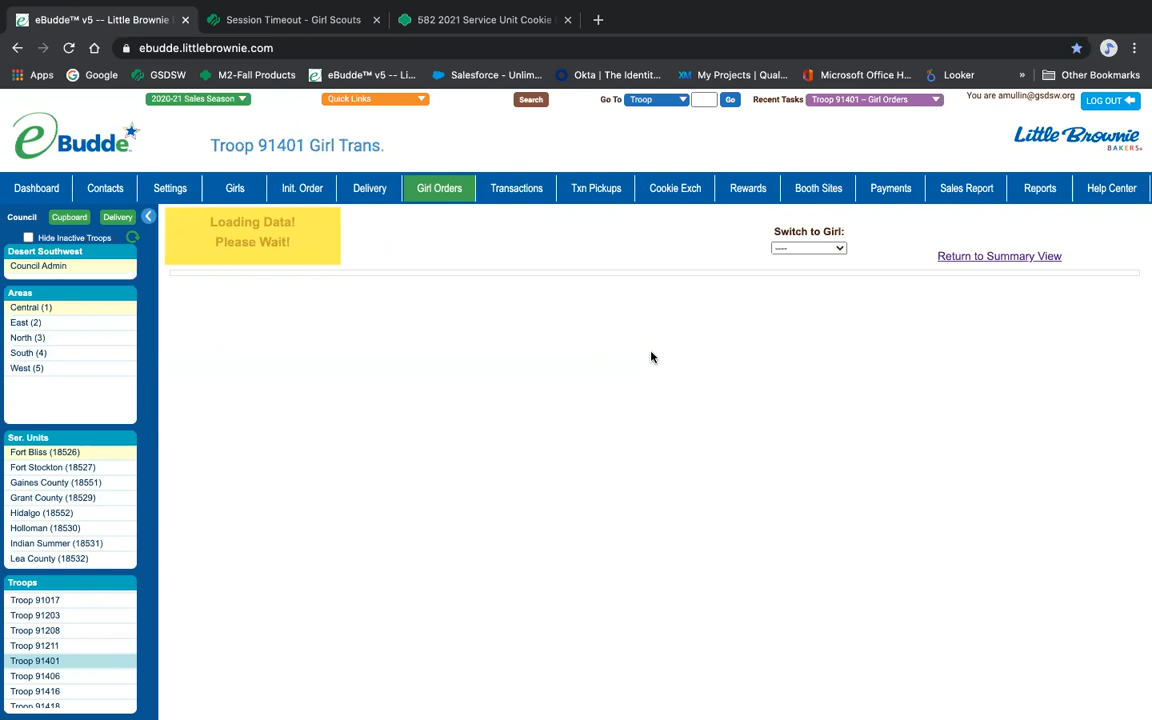 eBudde™ v5 -- Little Brownie
Session Timeout - Girl Scouts
582 2021 Service Unit Cookie
ebudde.littlebrownie.com
Apps
Google
GSDSW
M2-Fall Products
eBudde™ v5 -- Li...
Salesforce - Unlim...
Okta | The Identit...
XM My Projects | Qual...
Microsoft Office H...
Looker
»
Other Bookmarks
2020-21 Sales Season
Quick Links
Search
Go To
Troop
Go
Recent Tasks
Troop 91401 – Girl Orders
You are amullin@gsdsw.org
LOG OUT
eBudde™
Troop 91401 Girl Trans.
Little Brownie
BAKERS®
Dashboard
Contacts
Settings
Girls
Init. Order
Delivery
Girl Orders
Transactions
Txn Pickups
Cookie Exch
Rewards
Booth Sites
Payments
Sales Report
Reports
Help Center
Council
Cupboard
Delivery
Hide Inactive Troops
Desert Southwest
Council Admin
Areas
Central (1)
East (2)
North (3)
South (4)
West (5)
Ser. Units
Fort Bliss (18526)
Fort Stockton (18527)
Gaines County (18551)
Grant County (18529)
Hidalgo (18552)
Holloman (18530)
Indian Summer (18531)
Lea County (18532)
Troops
Troop 91017
Troop 91203
Troop 91208
Troop 91211
Troop 91401
Troop 91406
Troop 91416
Troop 91418
Loading Data!
Please Wait!
Switch to Girl:
----
Return to Summary View